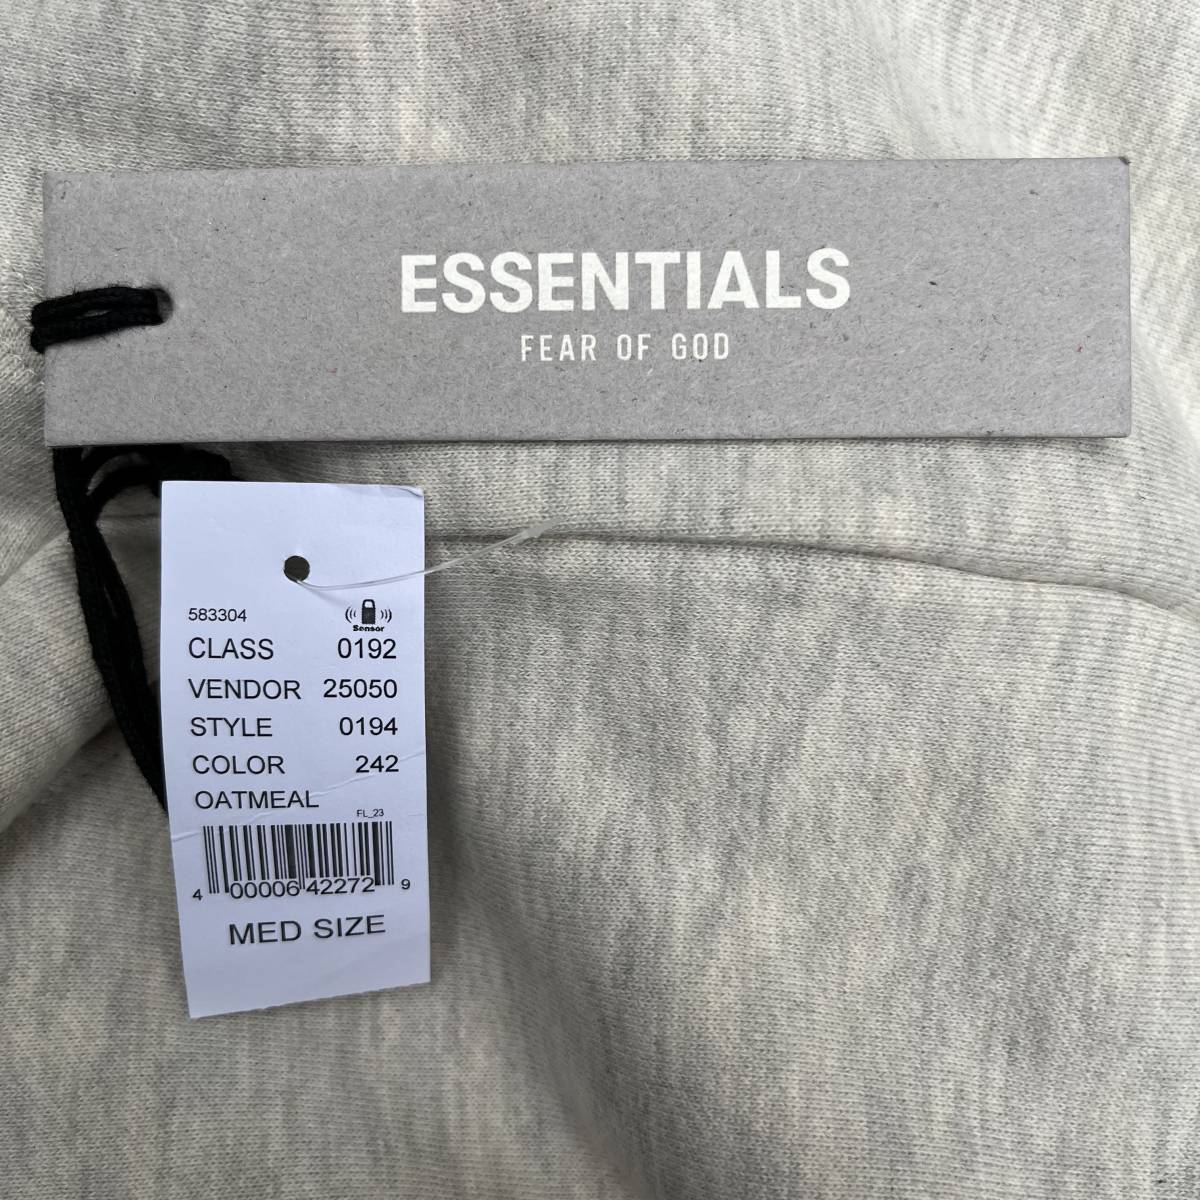 ESSENTIALS
FEAR OF GOD
583304
Sensor
CLASS 0192
VENDOR 25050
STYLE 0194
COLOR 242
OATMEAL
FL_23
4 00006 42272 9
MED SIZE